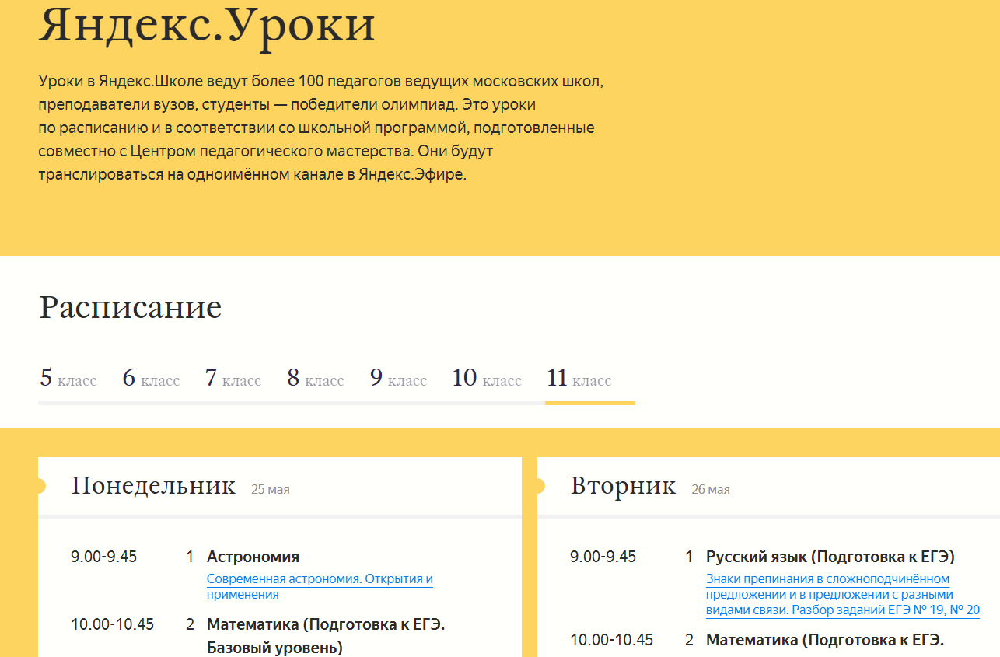 Яндекс.Уроки
Уроки в Яндекс.Школе ведут более 100 педагогов ведущих московских школ,
преподаватели вузов, студенты — победители олимпиад. Это уроки
по расписанию и в соответствии со школьной программой, подготовленные
совместно с Центром педагогического мастерства. Они будут
транслироваться на одноимённом канале в Яндекс.Эфире.
Расписание
5 класс 6 класс 7 класс 8 класс 9 класс 10 класс 11 класс
Понедельник 25 мая
9.00-9.45 1 Астрономия
Современная астрономия. Открытия и
применения
10.00-10.45 2 Математика (Подготовка к ЕГЭ.
Базовый уровень)
Вторник 26 мая
9.00-9.45 1 Русский язык (Подготовка к ЕГЭ)
Знаки препинания в сложноподчинённом
предложении и в предложении с разными
видами связи. Разбор заданий ЕГЭ № 19, № 20
10.00-10.45 2 Математика (Подготовка к ЕГЭ.